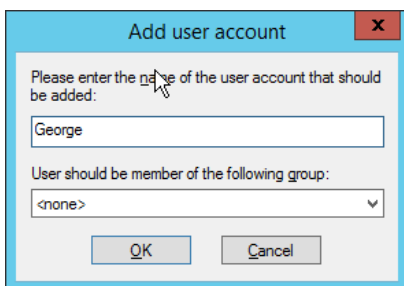 Add user account
x
Please enter the name of the user account that should
be added:
George
User should be member of the following group:
<none>
OK
Cancel